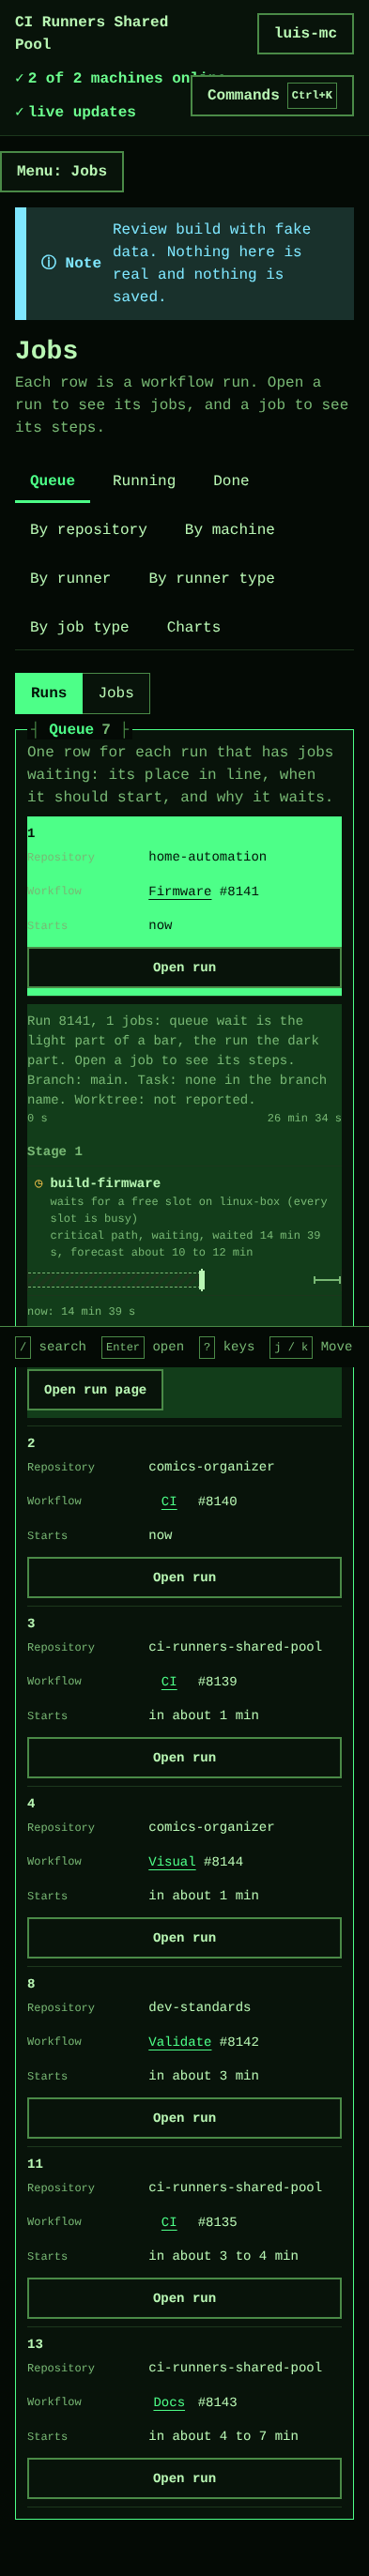 CI Runners Shared
Pool
luis-mc
✓ 2 of 2 machines
Commands Ctrl+K
✓ live updates
Menu: Jobs
ⓘ Note
Review build with fake
data. Nothing here is
real and nothing is
saved.
Jobs
Each row is a workflow run. Open a
run to see its jobs, and a job to see
its steps.
Queue Running Done
By repository By machine
By runner By runner type
By job type Charts
Runs Jobs
Queue 7
One row for each run that has jobs
waiting: its place in line, when
it should start, and why it waits.
1
Repository home-automation
Workflow Firmware #8141
Starts now
Open run
Run 8141, 1 jobs: queue wait is the
light part of a bar, the run the dark
part. Open a job to see its steps.
Branch: main. Task: none in the branch
name. Worktree: not reported.
0 s 26 min 34 s
Stage 1
◷ build-firmware
waits for a free slot on linux-box (every
slot is busy)
critical path, waiting, waited 14 min 39
s, forecast about 10 to 12 min
now: 14 min 39 s
/ search Enter open ? keys j / k Move
Open run page
2
Repository comics-organizer
Workflow CI #8140
Starts now
Open run
3
Repository ci-runners-shared-pool
Workflow CI #8139
Starts in about 1 min
Open run
4
Repository comics-organizer
Workflow Visual #8144
Starts in about 1 min
Open run
8
Repository dev-standards
Workflow Validate #8142
Starts in about 3 min
Open run
11
Repository ci-runners-shared-pool
Workflow CI #8135
Starts in about 3 to 4 min
Open run
13
Repository ci-runners-shared-pool
Workflow Docs #8143
Starts in about 4 to 7 min
Open run